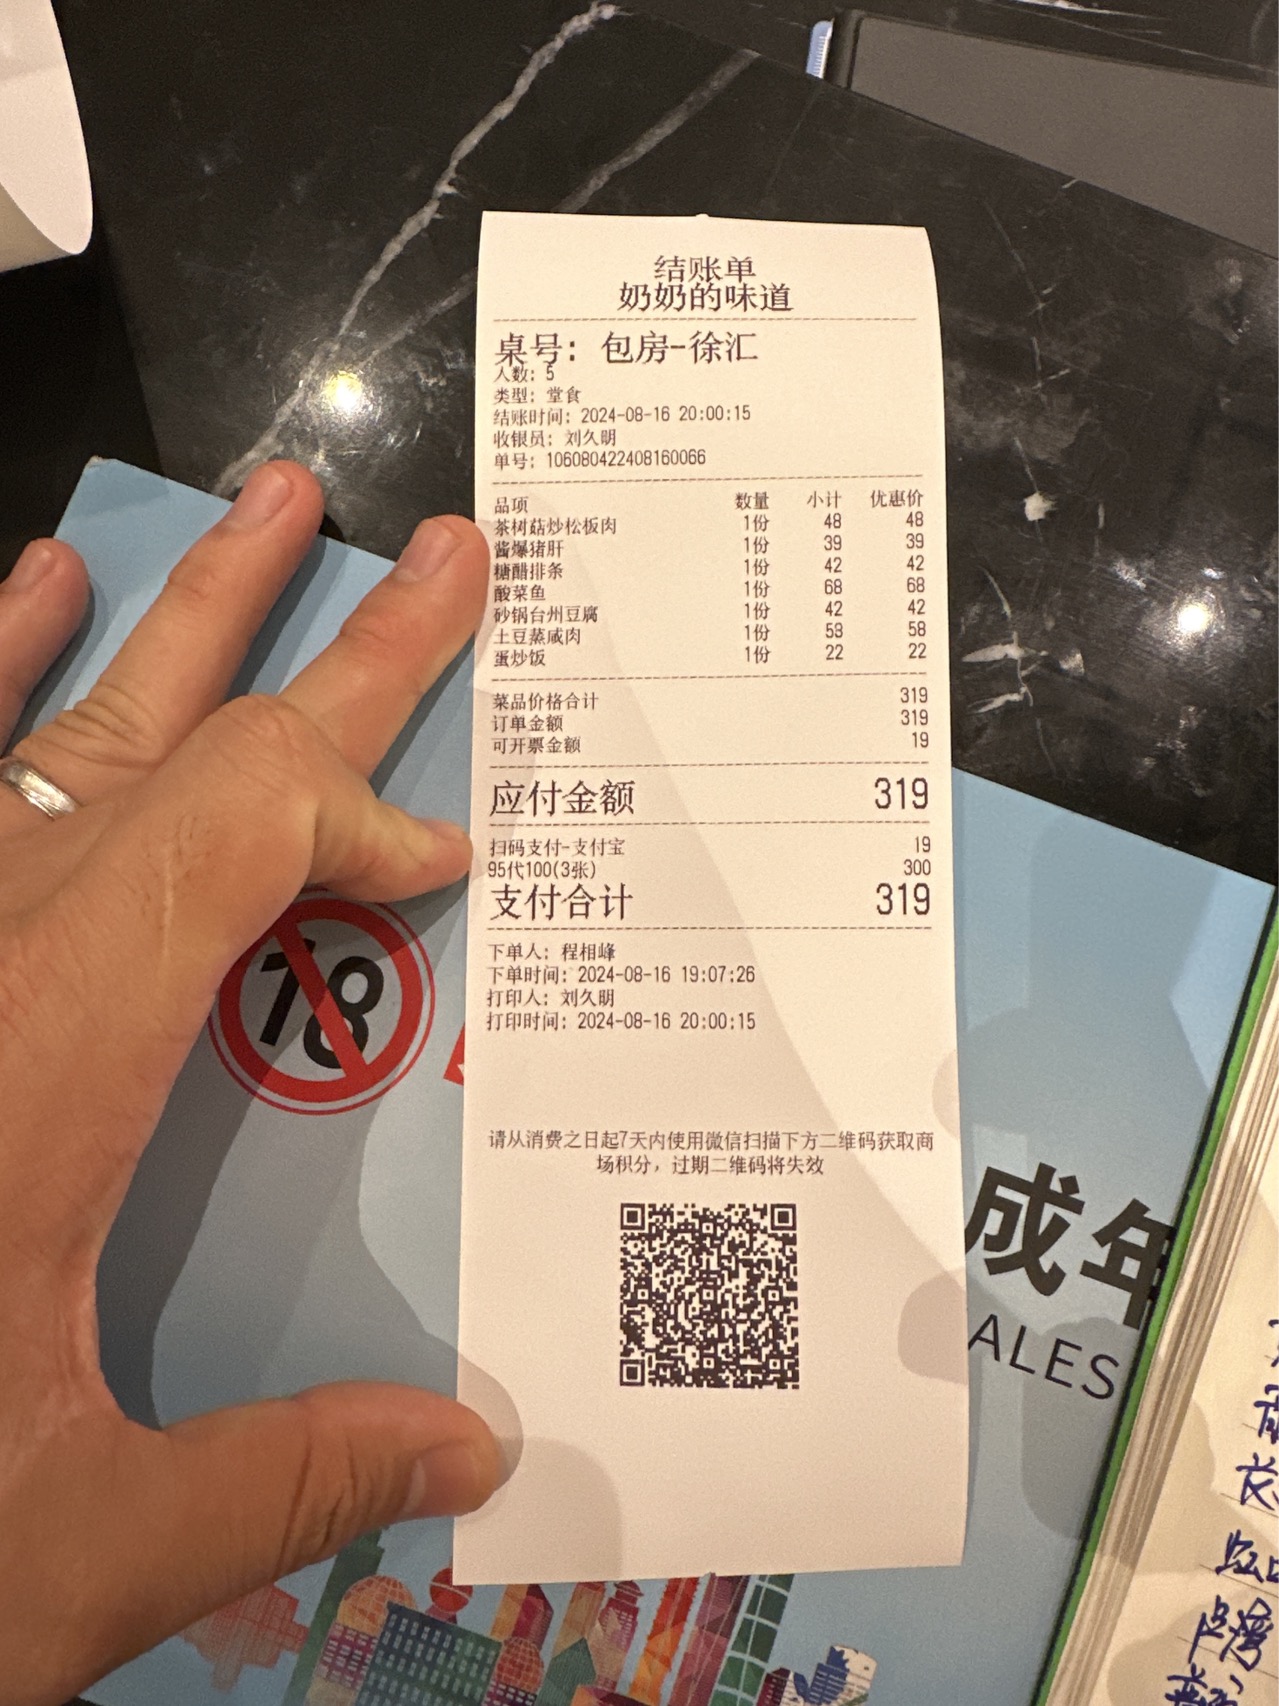 结账单
奶奶的味道
桌号: 包房-徐汇
人数: 5
类型: 堂食
结账时间: 2024-08-16 20:00:15
收银员: 刘久明
单号: 106080422408160066
品项 数量 小计 优惠价
茶树菇炒松板肉 1份 48 48
酱爆猪肝 1份 39 39
糖醋排条 1份 42 42
酸菜鱼 1份 68 68
砂锅台州豆腐 1份 42 42
土豆蒸咸肉 1份 58 58
蛋炒饭 1份 22 22
菜品价格合计 319
订单金额 319
可开票金额 19
应付金额 319
扫码支付-支付宝 19
95代100(3张) 300
支付合计 319
下单人: 程相峰
下单时间: 2024-08-16 19:07:26
打印人: 刘久明
打印时间: 2024-08-16 20:00:15
请从消费之日起7天内使用微信扫描下方二维码获取商
场积分，过期二维码将失效
18
成年
ALES